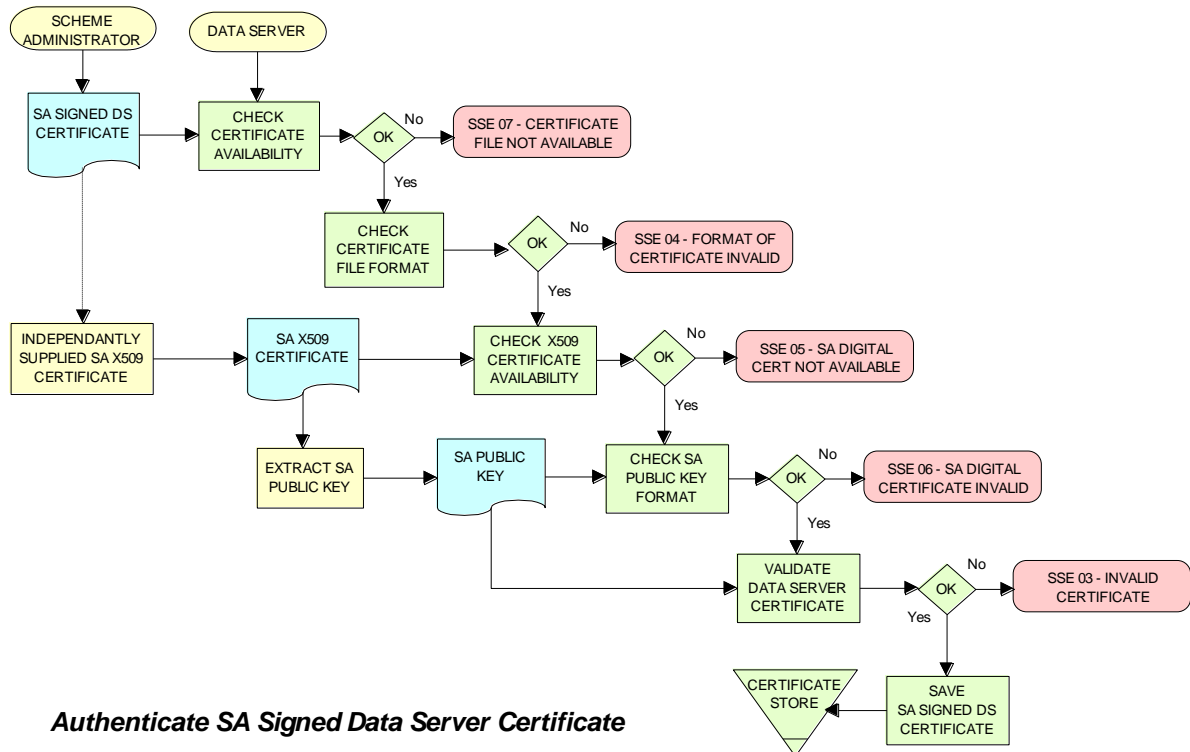 SCHEME
ADMINISTRATOR
DATA SERVER
SA SIGNED DS
CERTIFICATE
CHECK
CERTIFICATE
AVAILABILITY
OK
No
SSE 07 - CERTIFICATE
FILE NOT AVAILABLE
Yes
CHECK
CERTIFICATE
FILE FORMAT
OK
No
SSE 04 - FORMAT OF
CERTIFICATE INVALID
Yes
INDEPENDANTLY
SUPPLIED SA X509
CERTIFICATE
SA X509
CERTIFICATE
CHECK X509
CERTIFICATE
AVAILABILITY
OK
No
SSE 05 - SA DIGITAL
CERT NOT AVAILABLE
Yes
EXTRACT SA
PUBLIC KEY
SA PUBLIC
KEY
CHECK SA
PUBLIC KEY
FORMAT
OK
No
SSE 06 - SA DIGITAL
CERTIFICATE INVALID
Yes
VALIDATE
DATA SERVER
CERTIFICATE
OK
No
SSE 03 - INVALID
CERTIFICATE
Yes
CERTIFICATE
STORE
SAVE
SA SIGNED DS
CERTIFICATE
Authenticate SA Signed Data Server Certificate